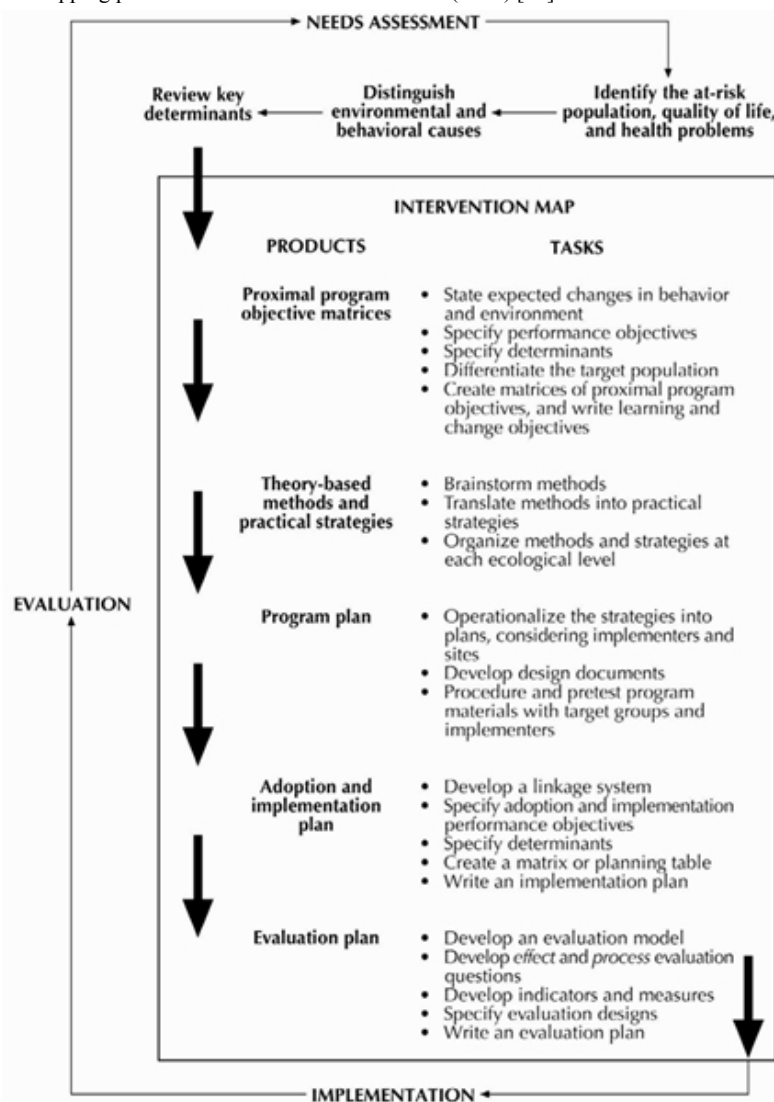 NEEDS ASSESSMENT
Review key
determinants
Distinguish
environmental and
behavioral causes
Identify the at-risk
population, quality of life,
and health problems
INTERVENTION MAP
PRODUCTS
TASKS
Proximal program
objective matrices
• State expected changes in behavior
and environment
• Specify performance objectives
• Specify determinants
• Differentiate the target population
• Create matrices of proximal program
objectives, and write learning and
change objectives
Theory-based
methods and
practical strategies
• Brainstorm methods
• Translate methods into practical
strategies
• Organize methods and strategies at
each ecological level
EVALUATION
Program plan
• Operationalize the strategies into
plans, considering implementers and
sites
• Develop design documents
• Procedure and pretest program
materials with target groups and
implementers
Adoption and
implementation
plan
• Develop a linkage system
• Specify adoption and implementation
performance objectives
• Specify determinants
• Create a matrix or planning table
• Write an implementation plan
Evaluation plan
• Develop an evaluation model
• Develop effect and process evaluation
questions
• Develop indicators and measures
• Specify evaluation designs
• Write an evaluation plan
IMPLEMENTATION